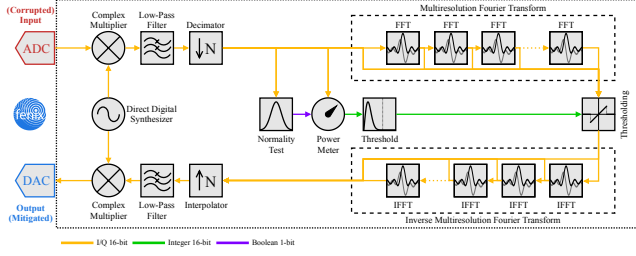 (Corrupted)
Input
Complex
Multiplier
Low-Pass
Filter
Decimator
Multiresolution Fourier Transform
FFT
FFT
FFT
FFT
ADC
N
fenix
Direct Digital
Synthesizer
Normality
Test
Power
Meter
Threshold
Thresholding
DAC
N
Output
(Mitigated)
Complex
Multiplier
Low-Pass
Filter
Interpolator
IFFT
IFFT
IFFT
IFFT
Inverse Multiresolution Fourier Transform
I/Q 16-bit
Integer 16-bit
Boolean 1-bit